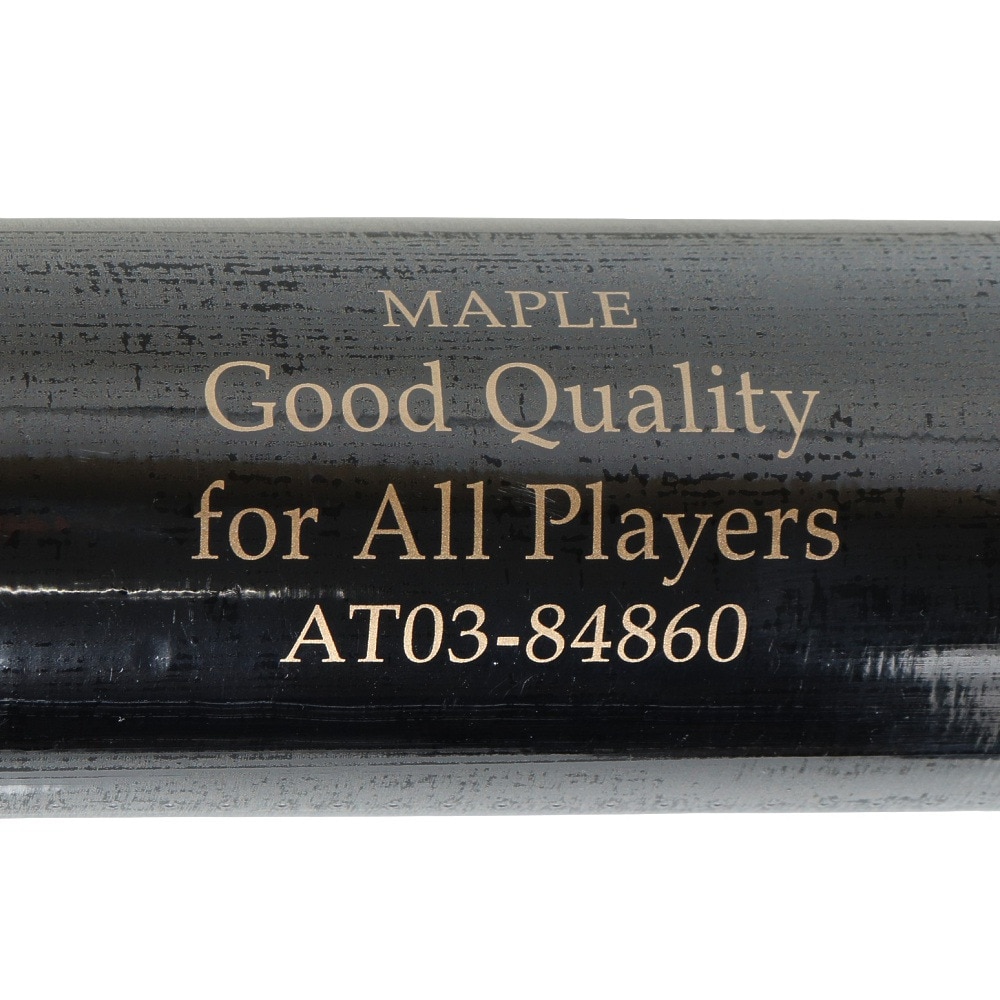 MAPLE
Good Quality
for All Players
AT03-84860